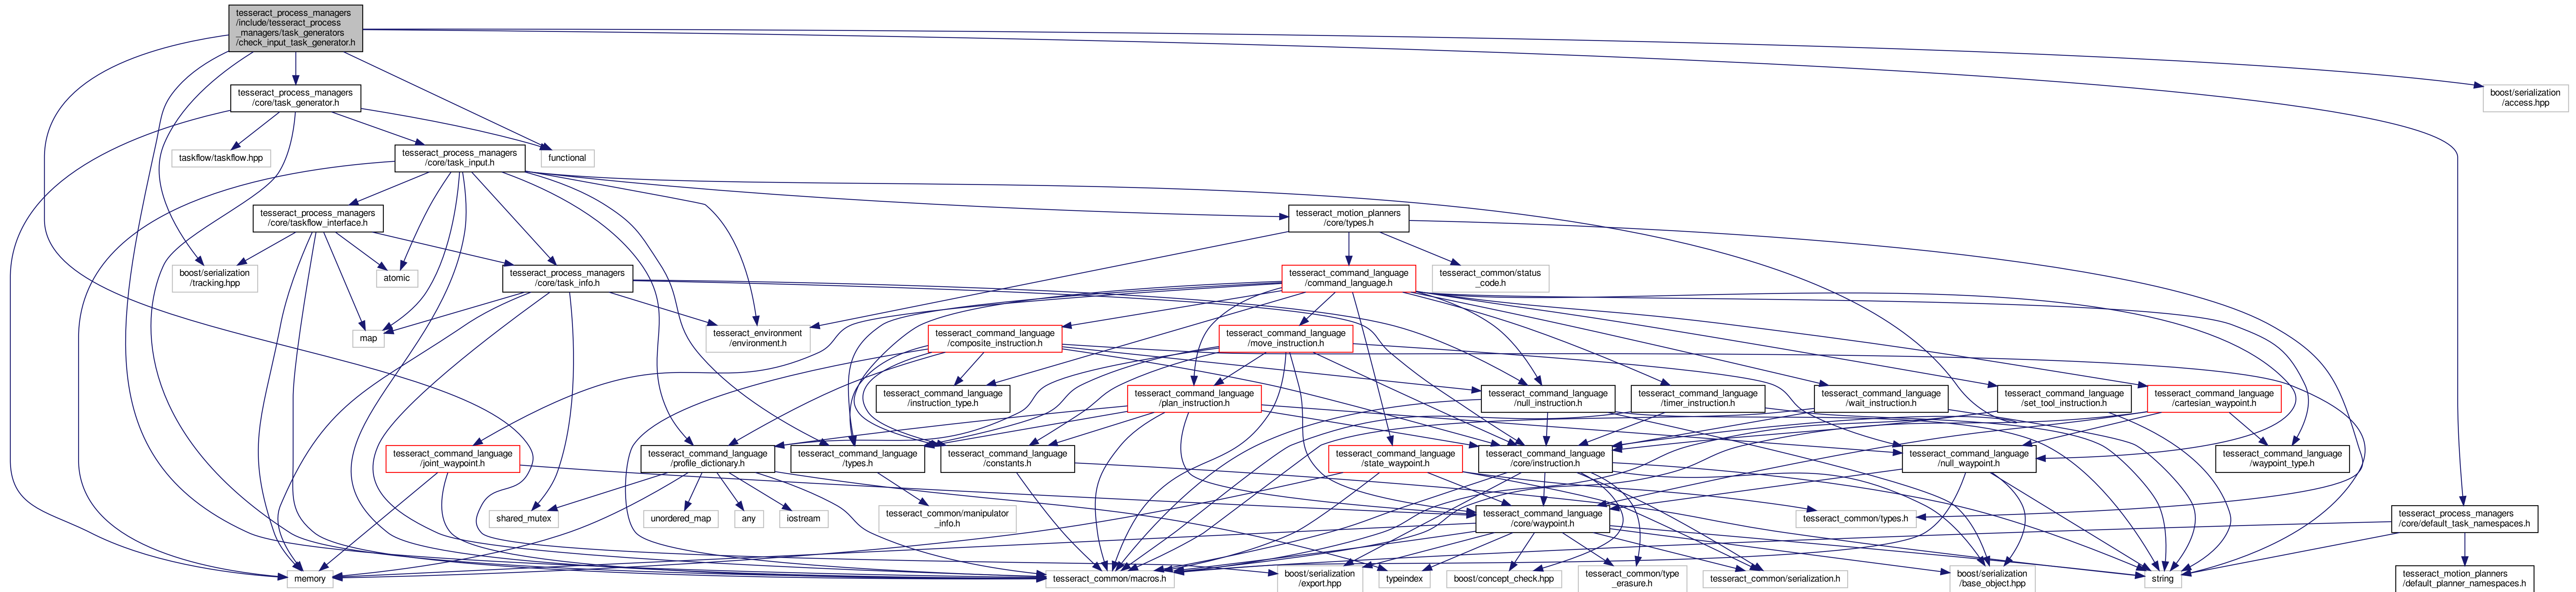 tesseract_process_managers
/include/tesseract_process
_managers/task_generators
/check_input_task_generator.h
tesseract_process_managers
/core/task_generator.h
boost/serialization
/access.hpp
taskflow/taskflow.hpp
tesseract_process_managers
/core/task_input.h
functional
tesseract_process_managers
/core/taskflow_interface.h
tesseract_motion_planners
/core/types.h
boost/serialization
/tracking.hpp
atomic
tesseract_process_managers
/core/task_info.h
tesseract_command_language
/command_language.h
tesseract_common/status
_code.h
map
tesseract_environment
/environment.h
tesseract_command_language
/composite_instruction.h
tesseract_command_language
/move_instruction.h
tesseract_command_language
/instruction_type.h
tesseract_command_language
/plan_instruction.h
tesseract_command_language
/null_instruction.h
tesseract_command_language
/timer_instruction.h
tesseract_command_language
/wait_instruction.h
tesseract_command_language
/set_tool_instruction.h
tesseract_command_language
/cartesian_waypoint.h
tesseract_command_language
/joint_waypoint.h
tesseract_command_language
/profile_dictionary.h
tesseract_command_language
/types.h
tesseract_command_language
/constants.h
tesseract_command_language
/state_waypoint.h
tesseract_command_language
/core/instruction.h
tesseract_command_language
/null_waypoint.h
tesseract_command_language
/waypoint_type.h
shared_mutex
unordered_map
any
iostream
tesseract_common/manipulator
_info.h
tesseract_command_language
/core/waypoint.h
tesseract_common/types.h
tesseract_process_managers
/core/default_task_namespaces.h
memory
tesseract_common/macros.h
boost/serialization
/export.hpp
typeindex
boost/concept_check.hpp
tesseract_common/type
_erasure.h
tesseract_common/serialization.h
boost/serialization
/base_object.hpp
string
tesseract_motion_planners
/default_planner_namespaces.h